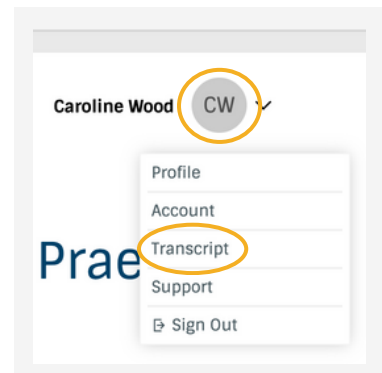 Caroline Wood CW
Profile
Account
Transcript
Prae
Support
Sign Out